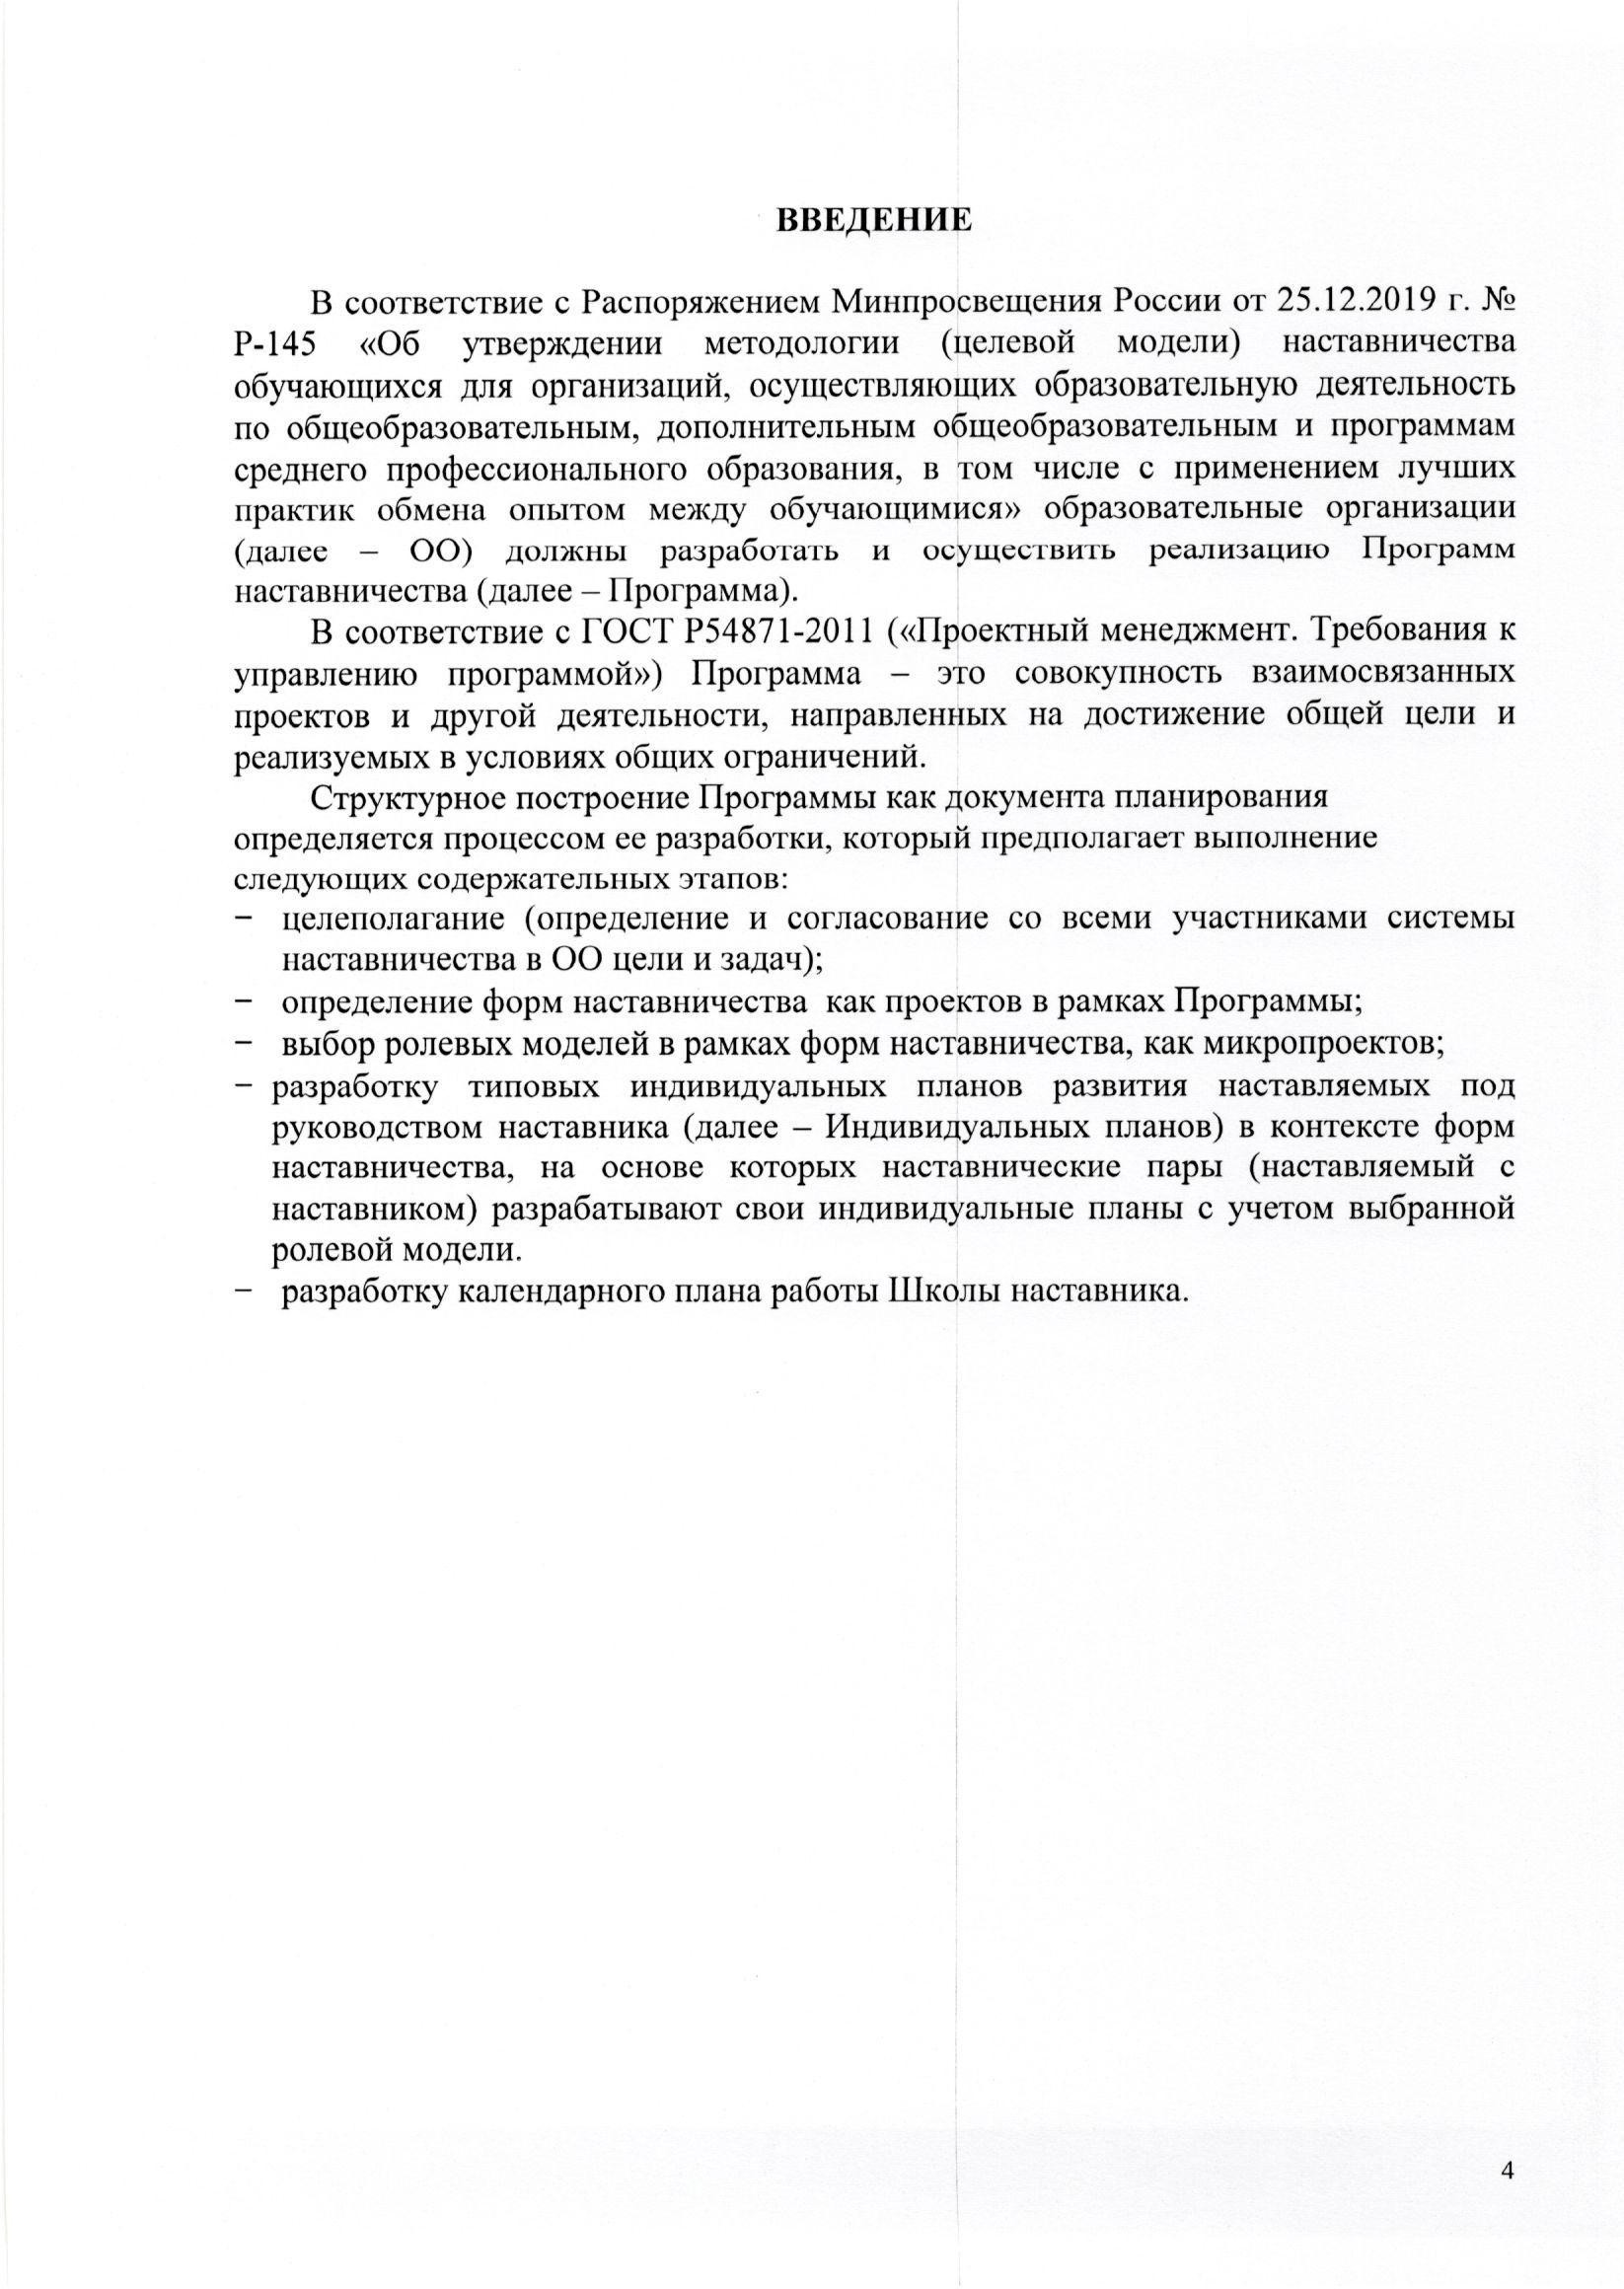 ВВЕДЕНИЕ
В соответствие с Распоряжением Минпросвещения России от 25.12.2019 г. №
Р-145 «Об утверждении методологии (целевой модели) наставничества
обучающихся для организаций, осуществляющих образовательную деятельность
по общеобразовательным, дополнительным общеобразовательным и программам
среднего профессионального образования, в том числе с применением лучших
практик обмена опытом между обучающимися» образовательные организации
(далее – ОО) должны разработать и осуществить реализацию Программ
наставничества (далее – Программа).
В соответствие с ГОСТ Р54871-2011 («Проектный менеджмент. Требования к
управлению программой») Программа – это совокупность взаимосвязанных
проектов и другой деятельности, направленных на достижение общей цели и
реализуемых в условиях общих ограничений.
Структурное построение Программы как документа планирования
определяется процессом ее разработки, который предполагает выполнение
следующих содержательных этапов:
− целеполагание (определение и согласование со всеми участниками системы
наставничества в ОО цели и задач);
− определение форм наставничества как проектов в рамках Программы;
− выбор ролевых моделей в рамках форм наставничества, как микропроектов;
− разработку типовых индивидуальных планов развития наставляемых под
руководством наставника (далее – Индивидуальных планов) в контексте форм
наставничества, на основе которых наставнические пары (наставляемый с
наставником) разрабатывают свои индивидуальные планы с учетом выбранной
ролевой модели.
− разработку календарного плана работы Школы наставника.
4